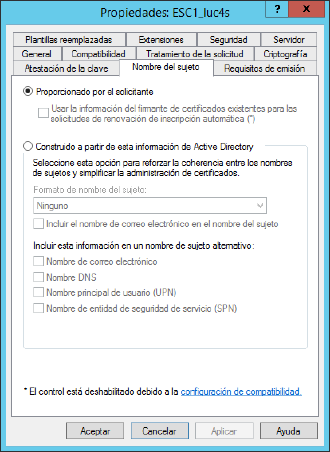 Propiedades: ESC1_luc4s
? X
Plantillas reemplazadas Extensiones Seguridad Servidor
General Compatibilidad Tratamiento de la solicitud Criptografía
Atestación de la clave Nombre del sujeto Requisitos de emisión
Proporcionado por el solicitante
Usar la información del firmante de certificados existentes para las
solicitudes de renovación de inscripción automática (*)
Construido a partir de esta información de Active Directory
Seleccione esta opción para reforzar la coherencia entre los nombres
de sujetos y simplificar la administración de certificados.
Formato de nombre del sujeto:
Ninguno
Incluir el nombre de correo electrónico en el nombre del sujeto
Incluir esta información en un nombre de sujeto alternativo:
Nombre de correo electrónico
Nombre DNS
Nombre principal de usuario (UPN)
Nombre de entidad de seguridad de servicio (SPN)
* El control está deshabilitado debido a la configuración de compatibilidad.
Aceptar Cancelar Aplicar Ayuda